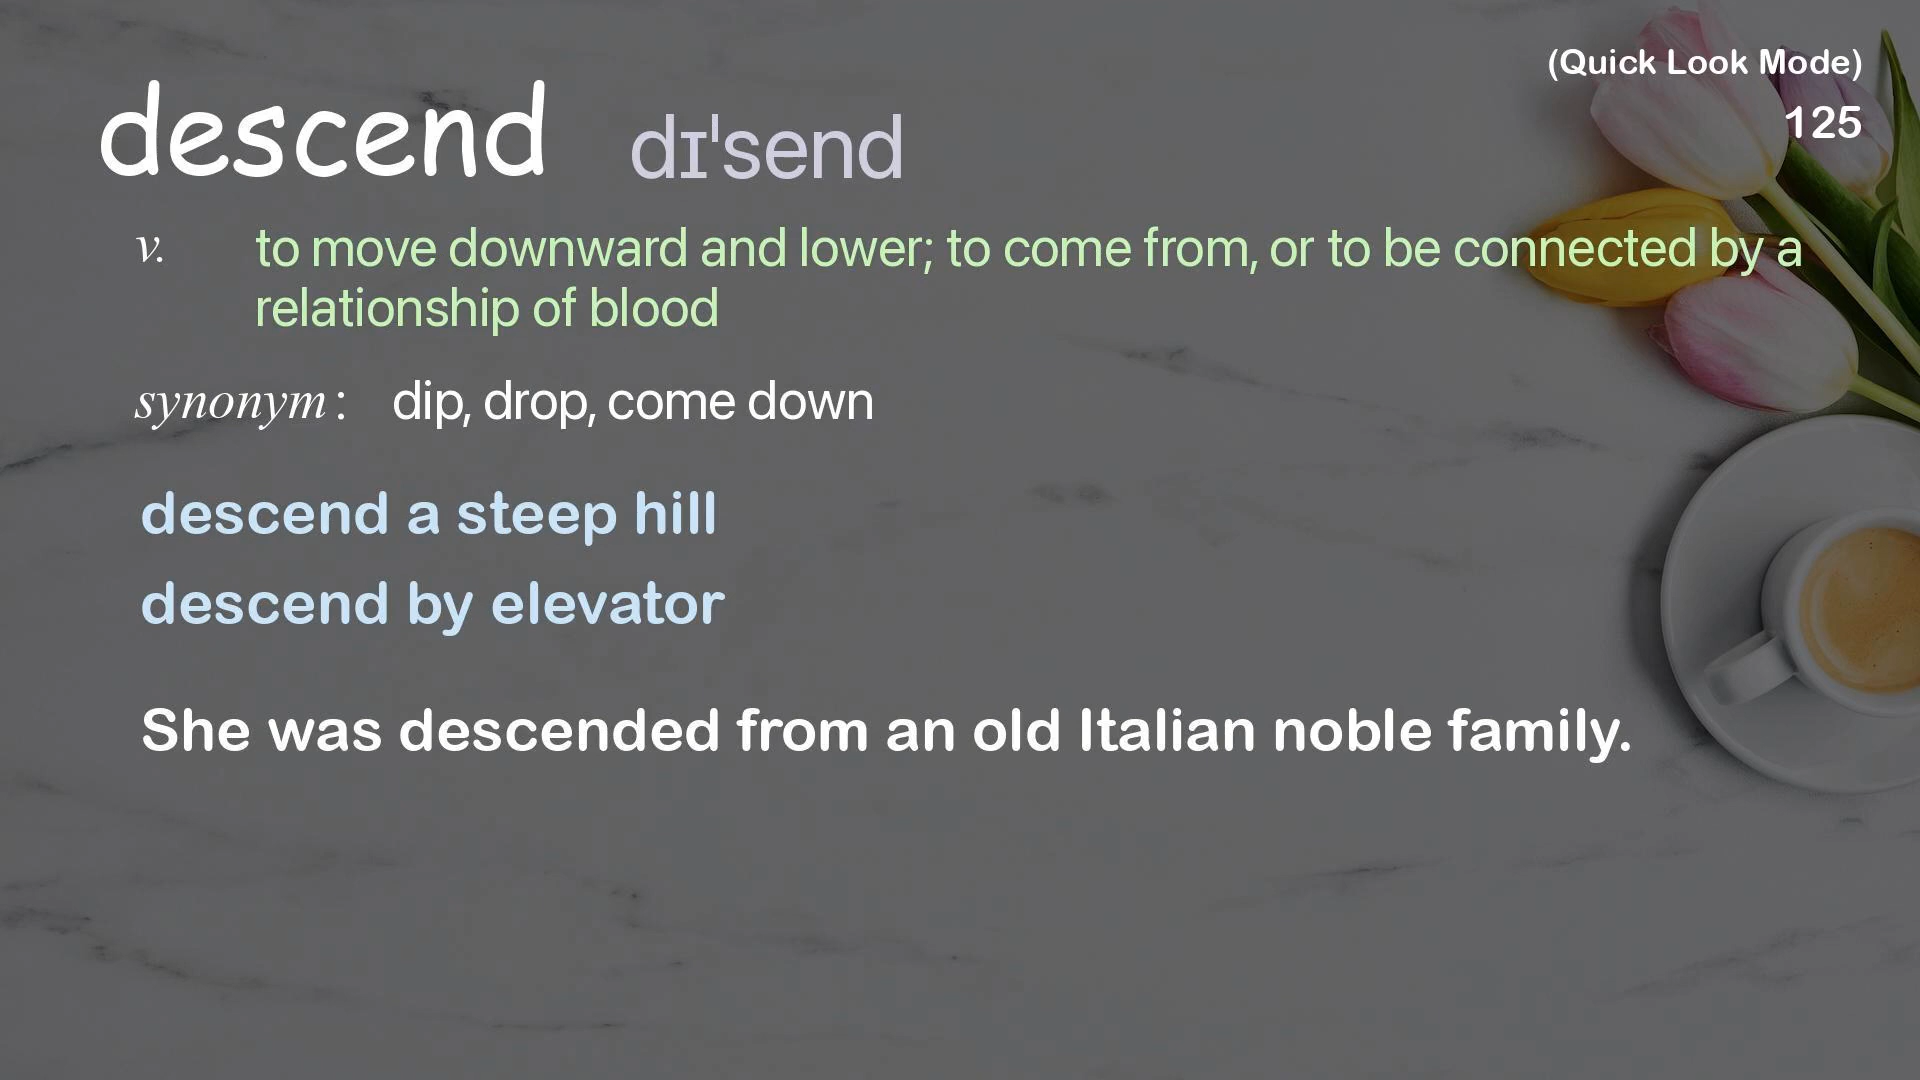 (Quick Look Mode)
descend dɪˈsend
125
v. to move downward and lower; to come from, or to be connected by a
relationship of blood
synonym: dip, drop, come down
descend a steep hill
descend by elevator
She was descended from an old Italian noble family.